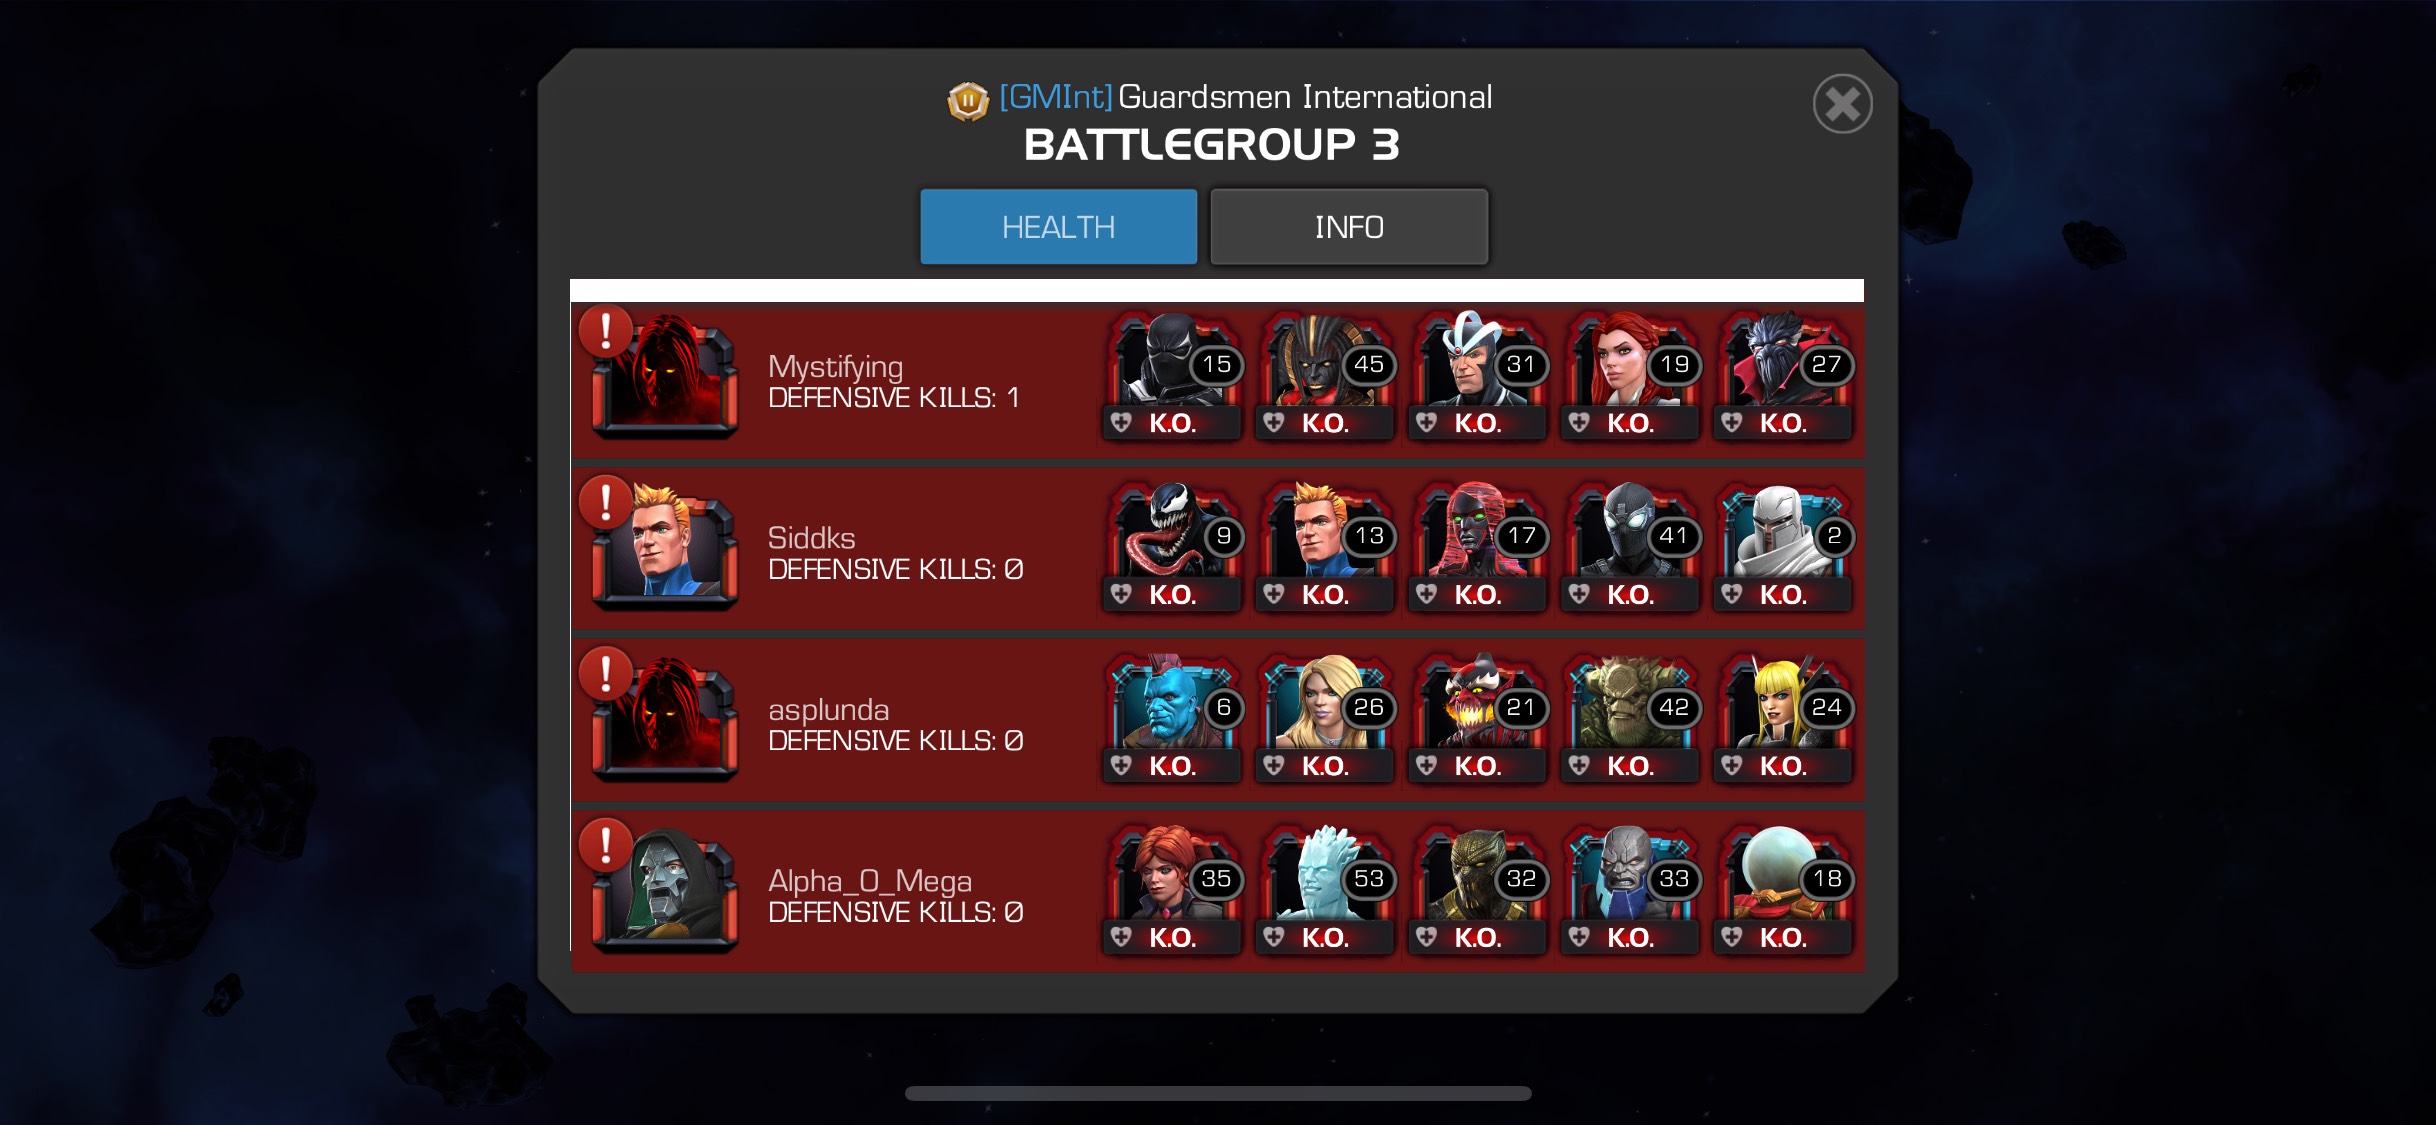 [GMInt] Guardsmen International
BATTLEGROUP 3
HEALTH INFO
Mystifying
DEFENSIVE KILLS: 1
15 45 31 19 27
K.O. K.O. K.O. K.O. K.O.
Siddks
DEFENSIVE KILLS: 0
9 13 17 41 2
K.O. K.O. K.O. K.O. K.O.
asplunda
DEFENSIVE KILLS: 0
6 26 21 42 24
K.O. K.O. K.O. K.O. K.O.
Alpha_O_Mega
DEFENSIVE KILLS: 0
35 53 32 33 18
K.O. K.O. K.O. K.O. K.O.